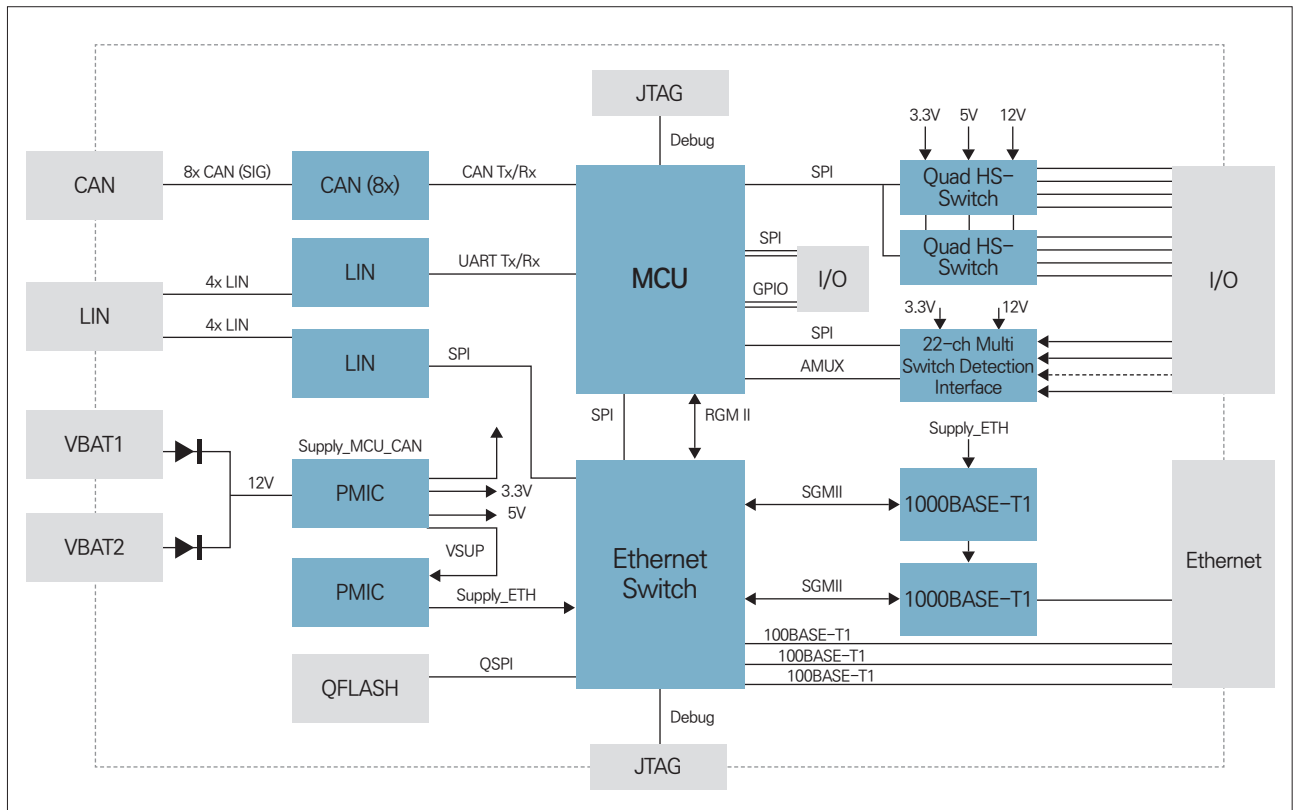 JTAG
Debug
3.3V
5V
12V
CAN
8x CAN (SIG)
CAN (8x)
CAN Tx/Rx
MCU
SPI
Quad HS-
Switch
Quad HS-
Switch
I/O
LIN
4x LIN
4x LIN
LIN
UART Tx/Rx
LIN
SPI
SPI
GPIO
I/O
3.3V
12V
SPI
AMUX
22-ch Multi
Switch Detection
Interface
SPI
RGM II
VBAT1
VBAT2
12V
Supply_MCU_CAN
PMIC
3.3V
5V
VSUP
PMIC
Supply_ETH
QFLASH
QSPI
Ethernet
Switch
Supply_ETH
SGMII
1000BASE-T1
SGMII
1000BASE-T1
Ethernet
100BASE-T1
100BASE-T1
100BASE-T1
Debug
JTAG